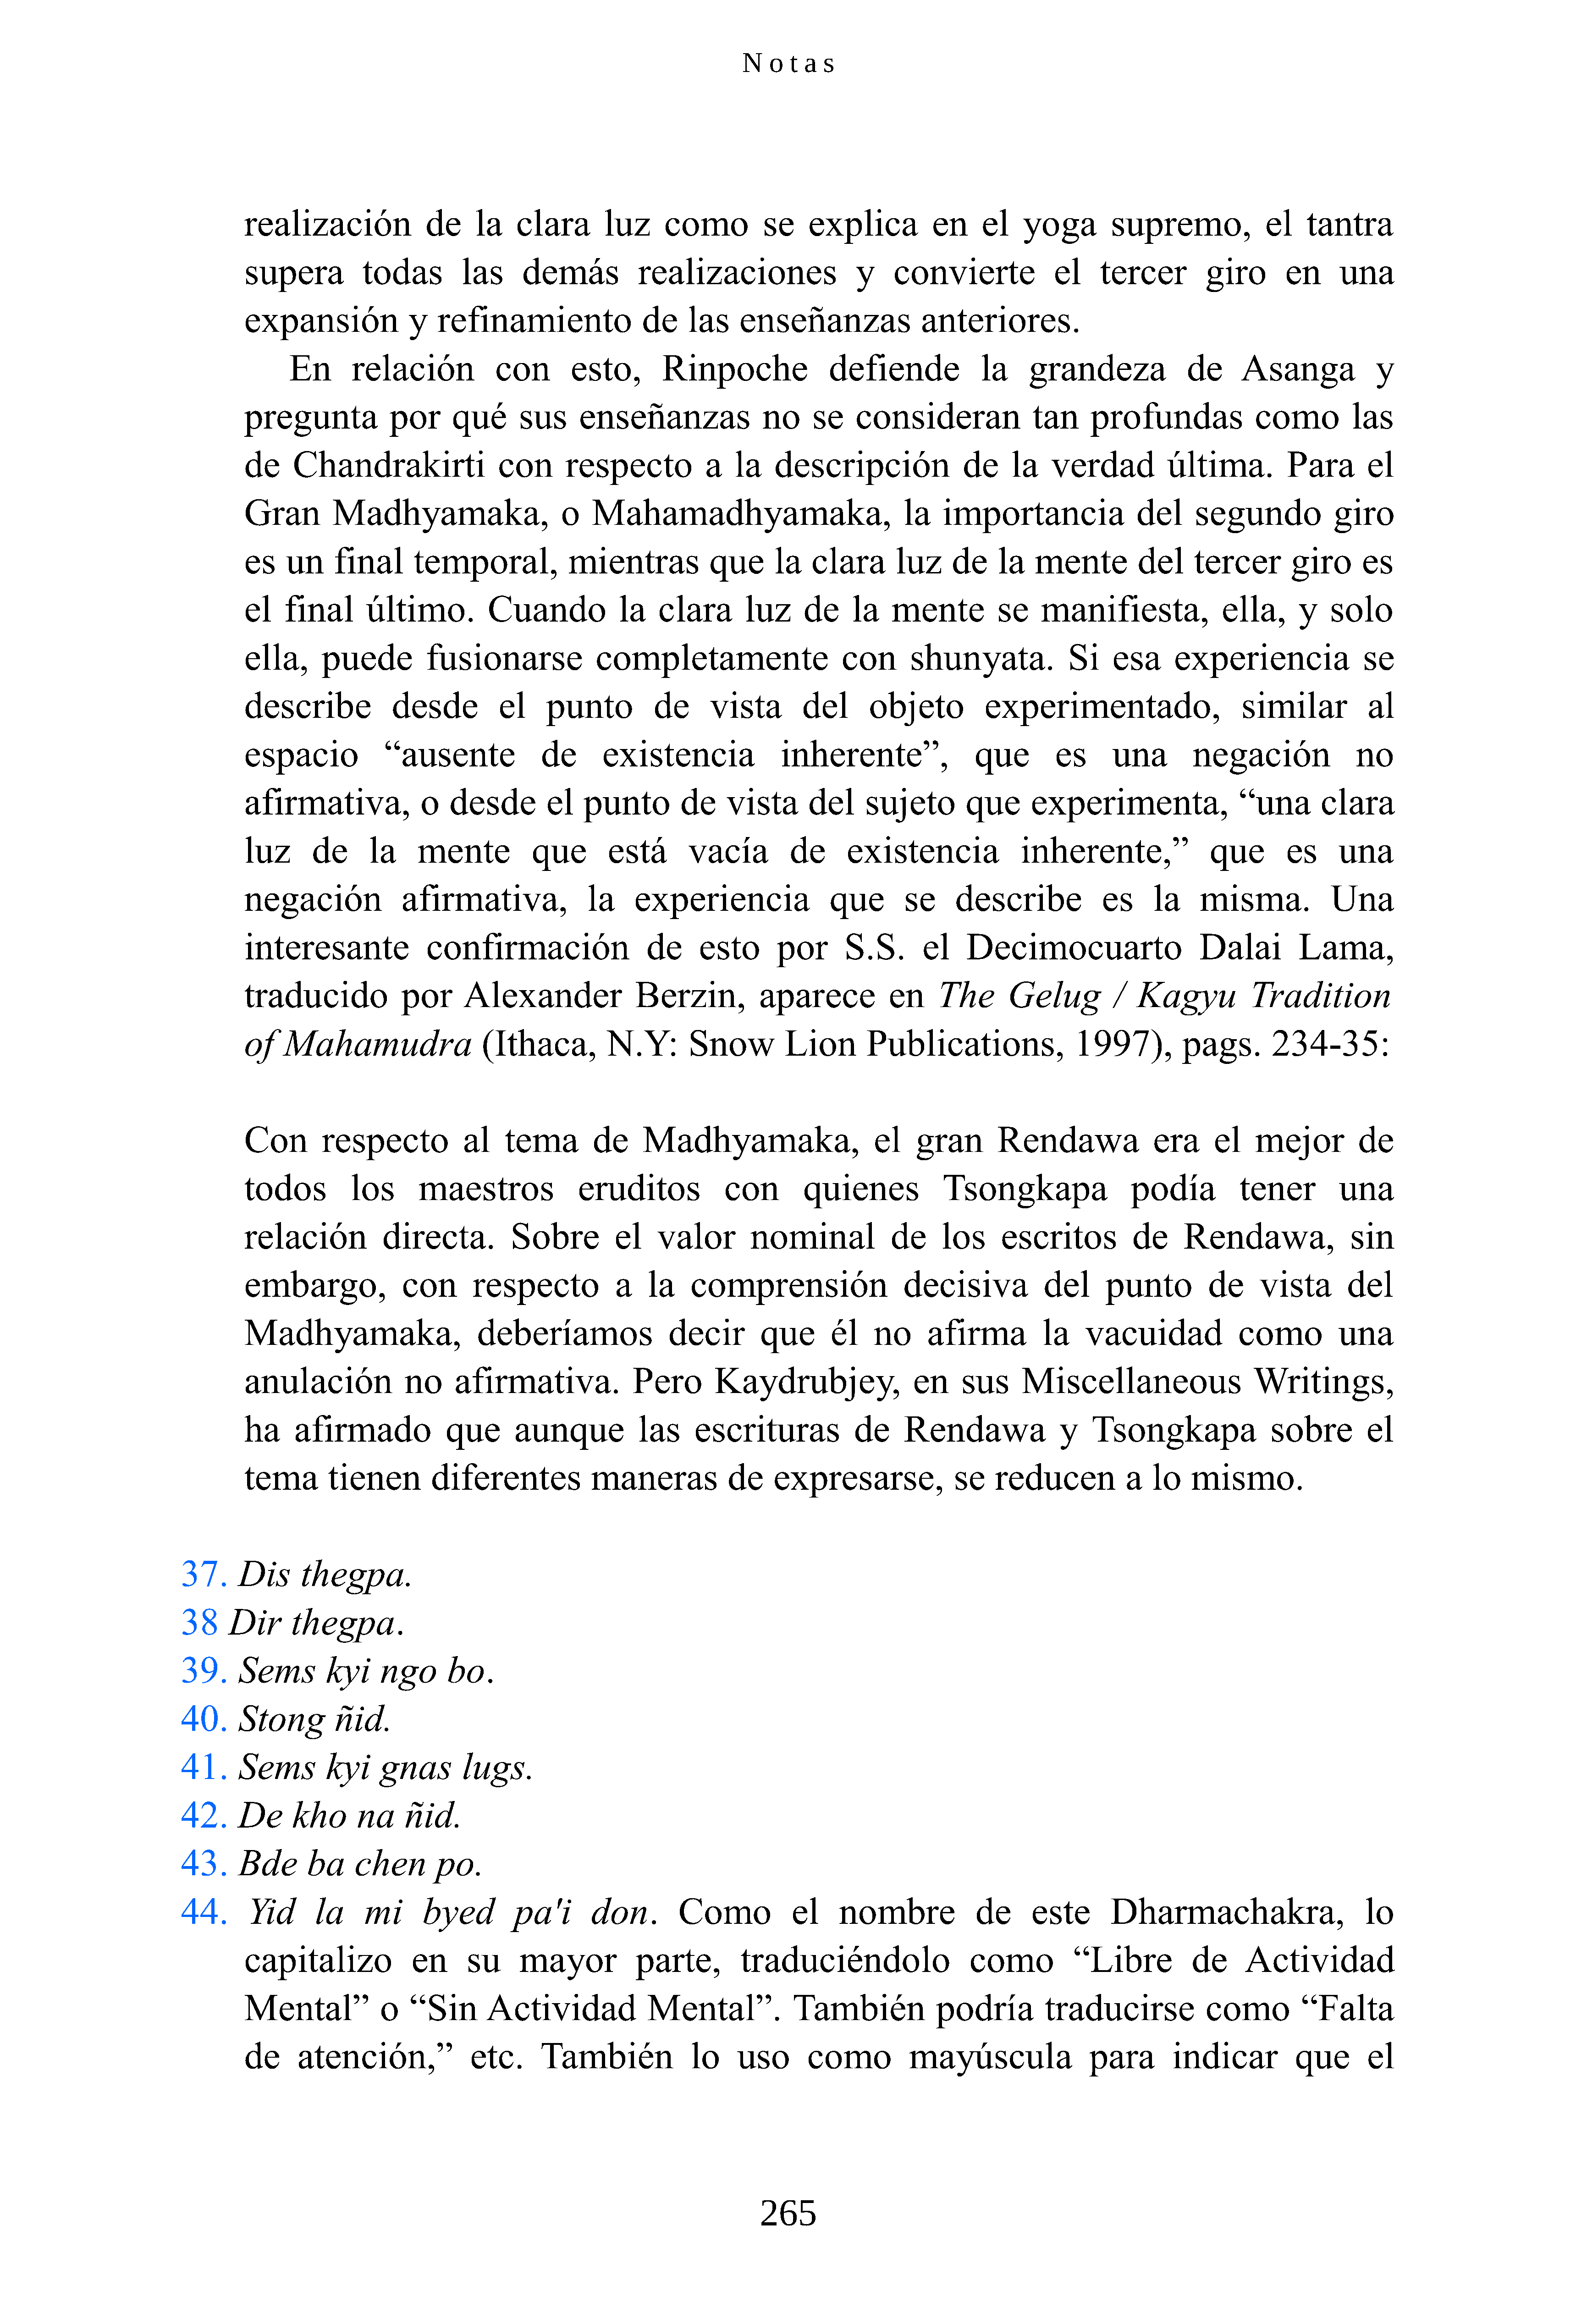 Notas
realización de la clara luz como se explica en el yoga supremo, el tantra
supera todas las demás realizaciones y convierte el tercer giro en una
expansión y refinamiento de las enseñanzas anteriores.
En relación con esto, Rinpoche defiende la grandeza de Asanga y
pregunta por qué sus enseñanzas no se consideran tan profundas como las
de Chandrakirti con respecto a la descripción de la verdad última. Para el
Gran Madhyamaka, o Mahamadhyamaka, la importancia del segundo giro
es un final temporal, mientras que la clara luz de la mente del tercer giro es
el final último. Cuando la clara luz de la mente se manifiesta, ella, y solo
ella, puede fusionarse completamente con shunyata. Si esa experiencia se
describe desde el punto de vista del objeto experimentado, similar al
espacio “ausente de existencia inherente”, que es una negación no
afirmativa, o desde el punto de vista del sujeto que experimenta, “una clara
luz de la mente que está vacía de existencia inherente,” que es una
negación afirmativa, la experiencia que se describe es la misma. Una
interesante confirmación de esto por S.S. el Decimocuarto Dalai Lama,
traducido por Alexander Berzin, aparece en The Gelug / Kagyu Tradition
of Mahamudra (Ithaca, N.Y: Snow Lion Publications, 1997), pags. 234-35:
Con respecto al tema de Madhyamaka, el gran Rendawa era el mejor de
todos los maestros eruditos con quienes Tsongkapa podía tener una
relación directa. Sobre el valor nominal de los escritos de Rendawa, sin
embargo, con respecto a la comprensión decisiva del punto de vista del
Madhyamaka, deberíamos decir que él no afirma la vacuidad como una
anulación no afirmativa. Pero Kaydrubjey, en sus Miscellaneous Writings,
ha afirmado que aunque las escrituras de Rendawa y Tsongkapa sobre el
tema tienen diferentes maneras de expresarse, se reducen a lo mismo.
37. Dis thegpa.
38 Dir thegpa.
39. Sems kyi ngo bo.
40. Stong ñid.
41. Sems kyi gnas lugs.
42. De kho na ñid.
43. Bde ba chen po.
44. Yid la mi byed pa'i don. Como el nombre de este Dharmachakra, lo
capitalizo en su mayor parte, traduciéndolo como “Libre de Actividad
Mental” o “Sin Actividad Mental”. También podría traducirse como “Falta
de atención,” etc. También lo uso como mayúscula para indicar que el
265